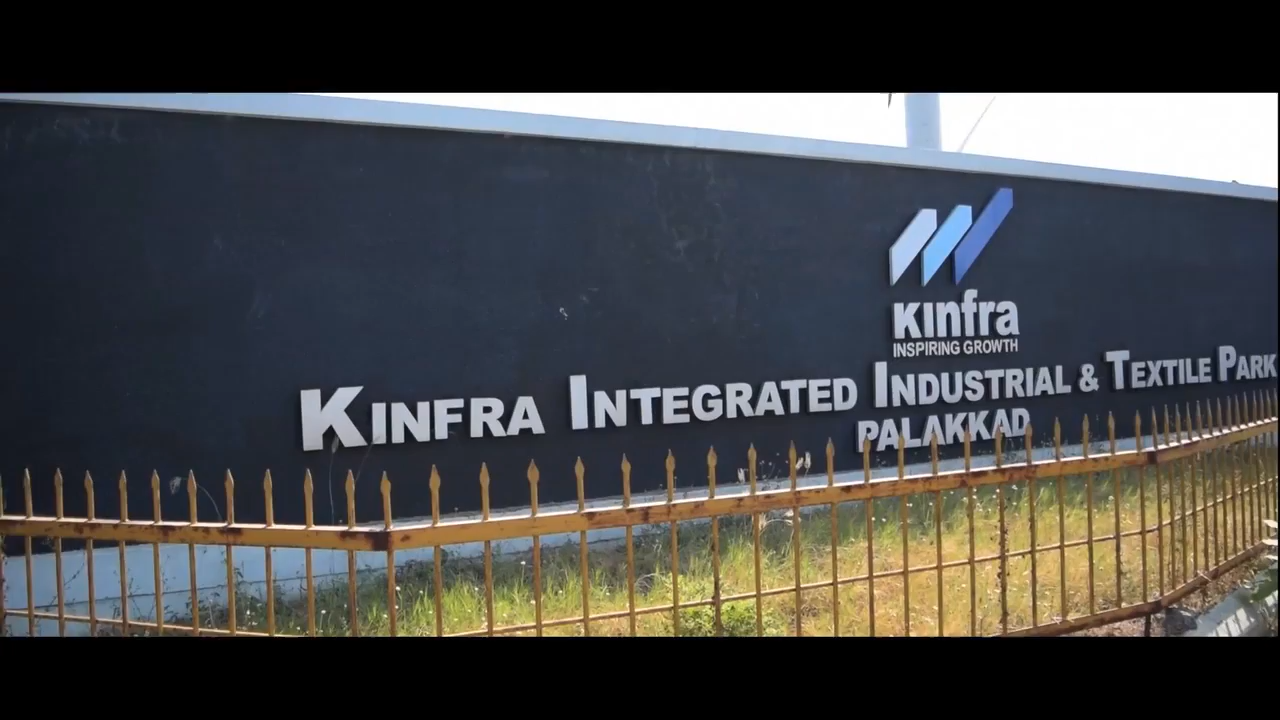 Kinfra
INSPIRING GROWTH
KINFRA INTEGRATED INDUSTRIAL & TEXTILE PARK
PALAKKAD